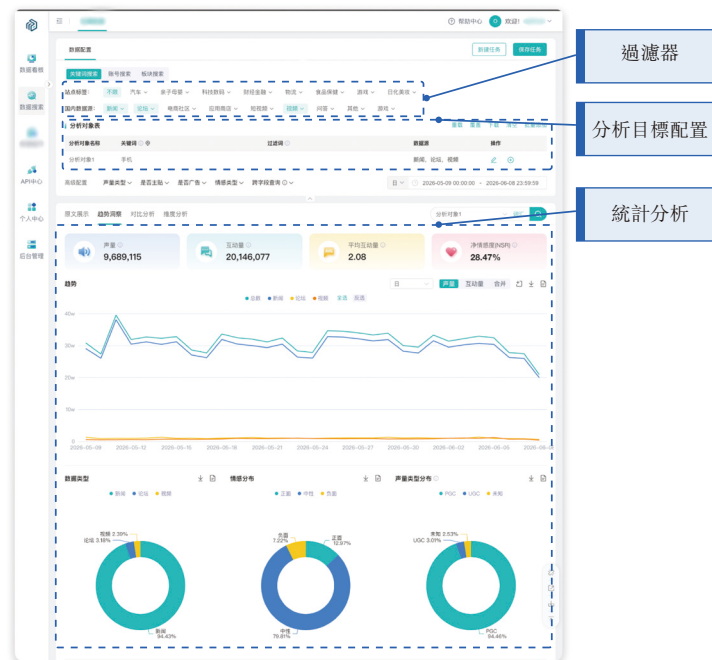 帮助中心 欢迎!
数据配置
新建任务 保存任务
关键词搜索 账号搜索 板块搜索
站点标签: 不限 汽车 亲子母婴 科技数码 财经金融 物流 食品保健 游戏 日化美妆
国内数据源: 新闻 论坛 电商社区 应用商店 短视频 视频 问答 其他 游戏
分析对象表
分析对象名称 关键词 过滤词 数据源 操作
分析对象1 手机 新闻、论坛、视频
高级配置 声量类型 是否主贴 是否广告 情感类型 跨字段查询 日 2026-05-09 00:00:00 - 2026-06-08 23:59:59
原文展示 趋势洞察 对比分析 维度分析 分析对象1
声量 互动量 平均互动量 净情感度(NSR)
9,689,115 20,146,077 2.08 28.47%
趋势 日 声量 互动量 合并
总数 新闻 论坛 视频 全选 反选
40w
30w
20w
10w
0
2026-05-09 2026-05-12 2026-05-15 2026-05-18 2026-05-21 2026-05-24 2026-05-27 2026-05-30 2026-06-02 2026-06-05 2026-06-08
数据类型 情感分布 声量类型分布
新闻 论坛 视频 正面 中性 负面 PGC UGC 未知
视频 2.39%
论坛 3.18%
新闻
94.43%
负面
7.22%
正面
12.97%
中性
79.81%
未知 2.53%
UGC 3.01%
PGC
94.46%
数据看板
数据搜索
API中心
个人中心
后台管理
過濾器
分析目標配置
統計分析